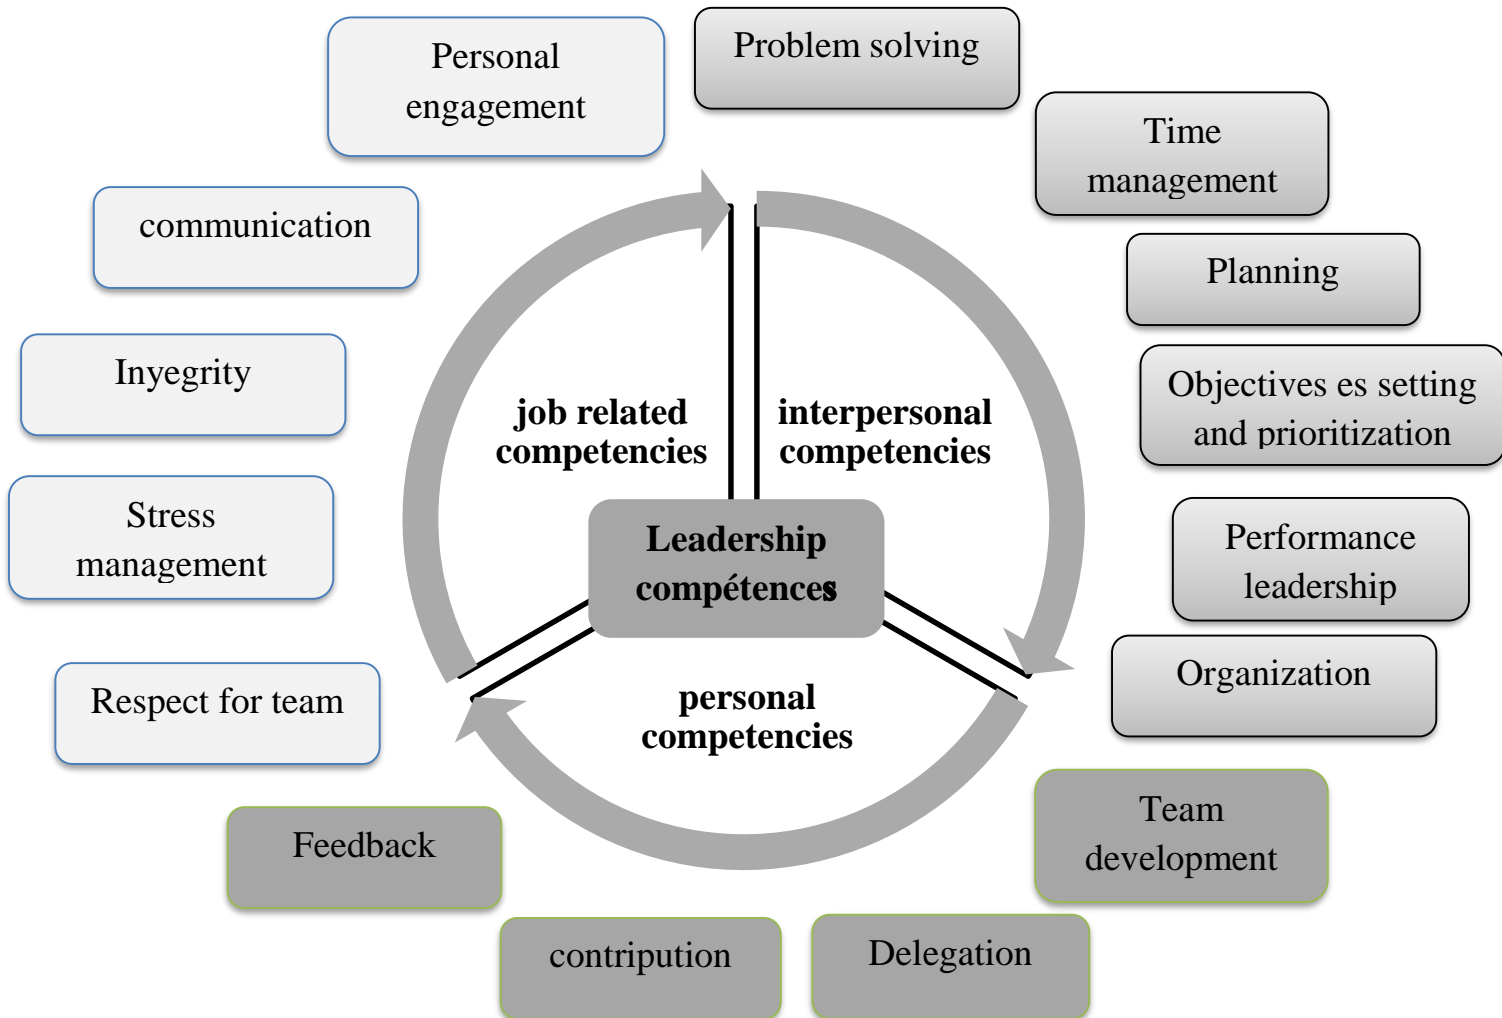 Personal
engagement
Problem solving
Time
management
communication
Planning
Inyegrity
Objectives es setting
and prioritization
job related
competencies
interpersonal
competencies
Stress
management
Leadership
compétences
Performance
leadership
Respect for team
personal
competencies
Organization
Feedback
Team
development
contripution
Delegation